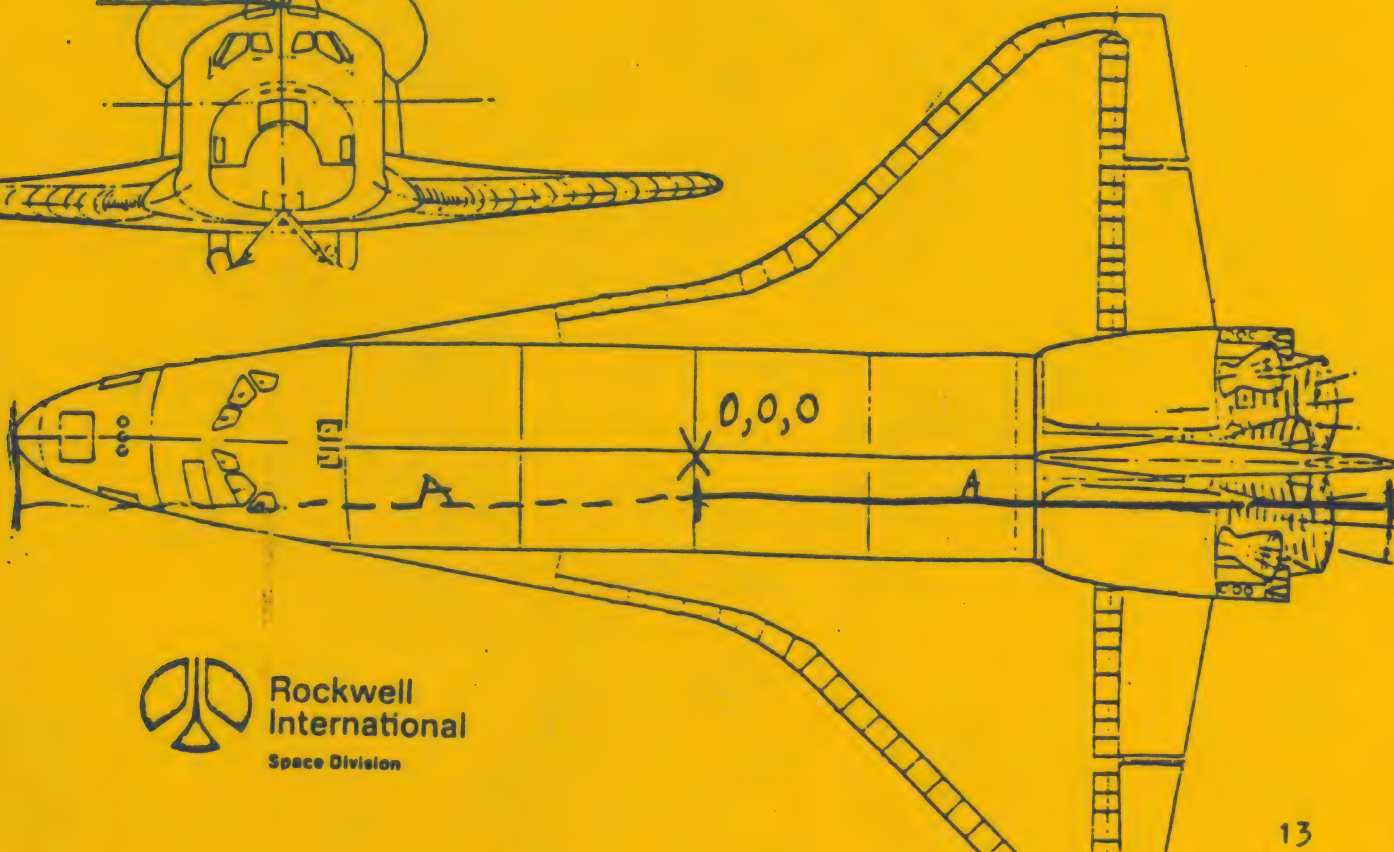 0,0,0
A
A
Rockwell
International
Space Division
13